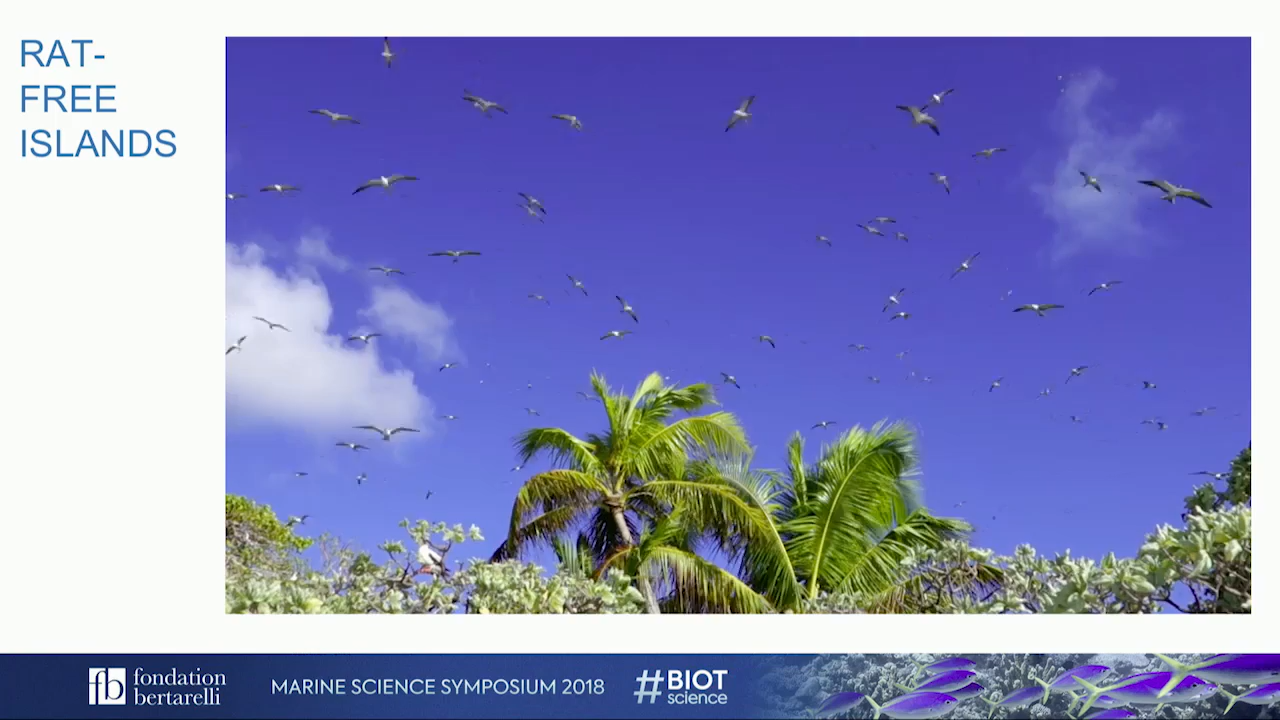 RAT-
FREE
ISLANDS
fb fondation
bertarelli
MARINE SCIENCE SYMPOSIUM 2018
#BIOT
science